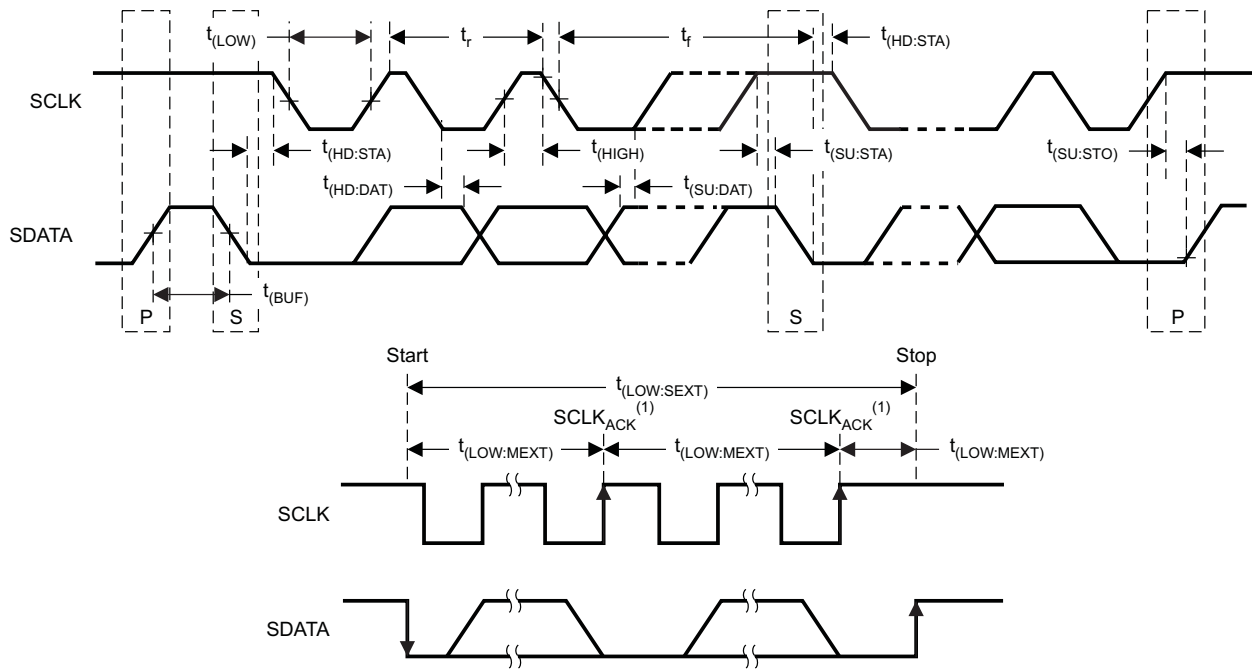 t(LOW) tr tf t(HD:STA)
SCLK
t(HD:STA) t(HIGH) t(SU:STA) t(SU:STO)
t(HD:DAT) t(SU:DAT)
SDATA
t(BUF)
P S S P
Start Stop
t(LOW:SEXT)
SCLKACK(1) SCLKACK(1)
t(LOW:MEXT) t(LOW:MEXT) t(LOW:MEXT)
SCLK
SDATA